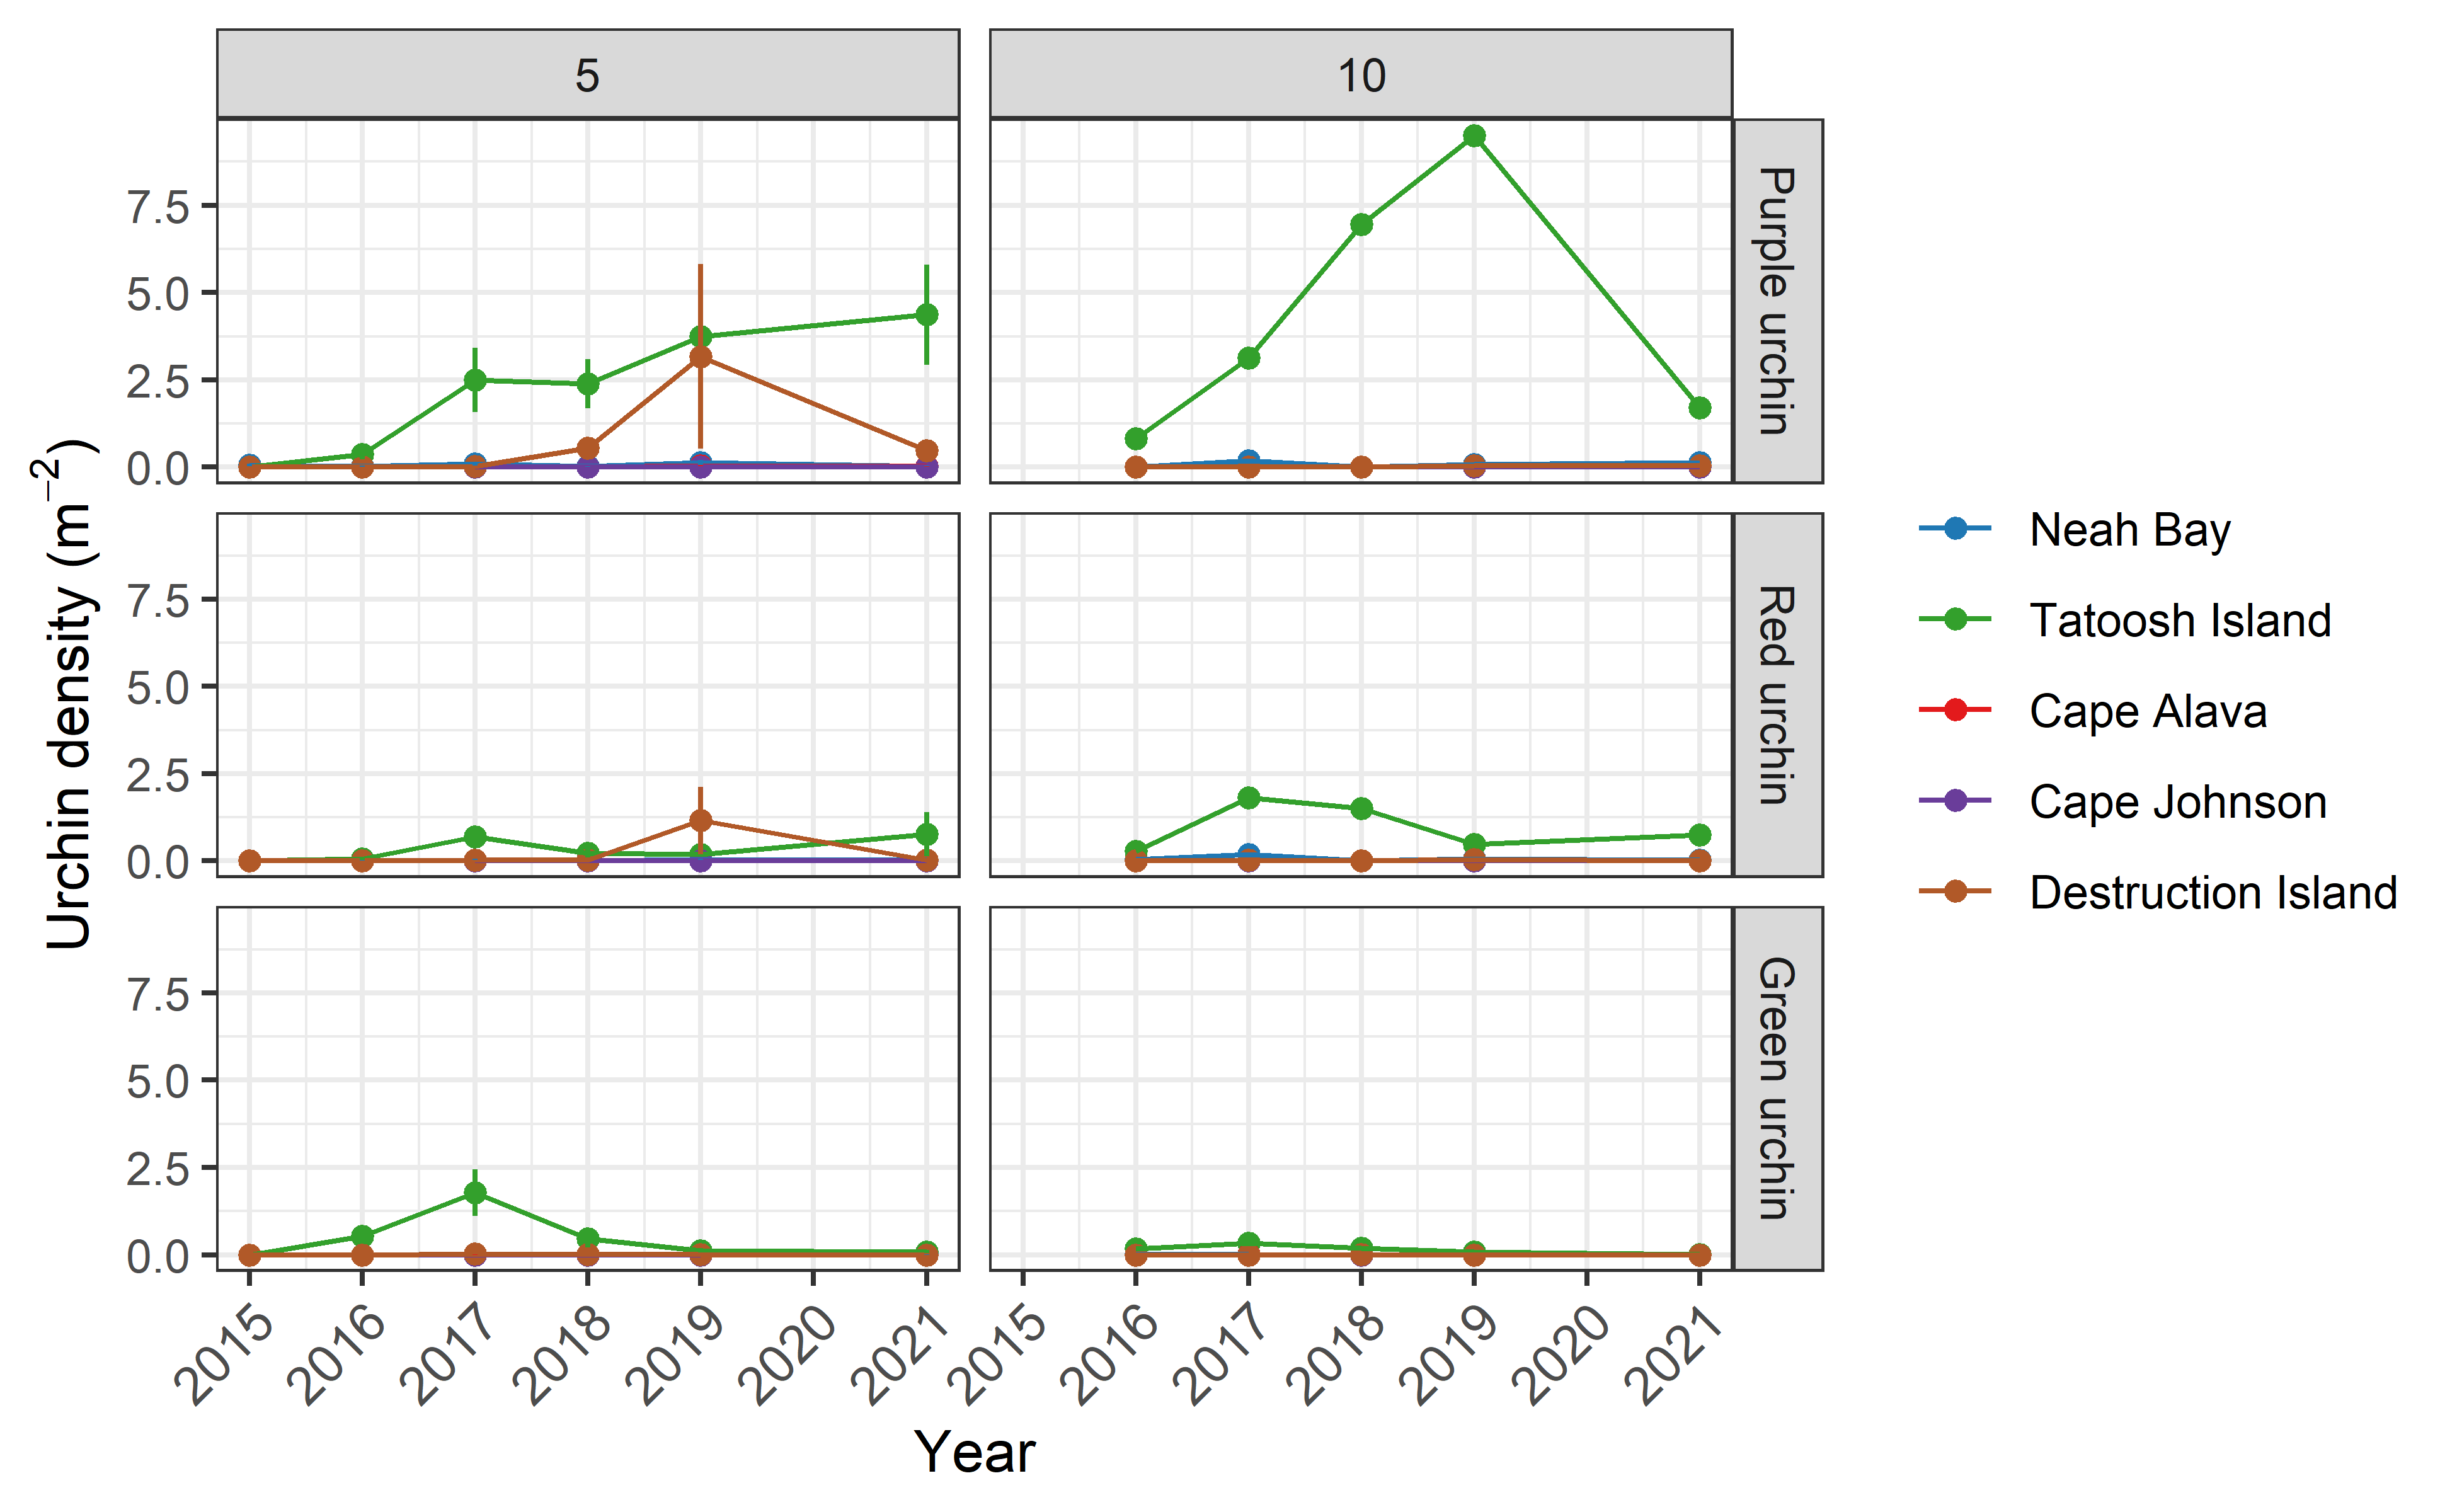 5
10
7.5
5.0
2.5
0.0
Purple urchin
7.5
5.0
2.5
0.0
Red urchin
7.5
5.0
2.5
0.0
Green urchin
Urchin density (m⁻²)
2015 2016 2017 2018 2019 2020 2021
2015 2016 2017 2018 2019 2020 2021
Year
Neah Bay
Tatoosh Island
Cape Alava
Cape Johnson
Destruction Island